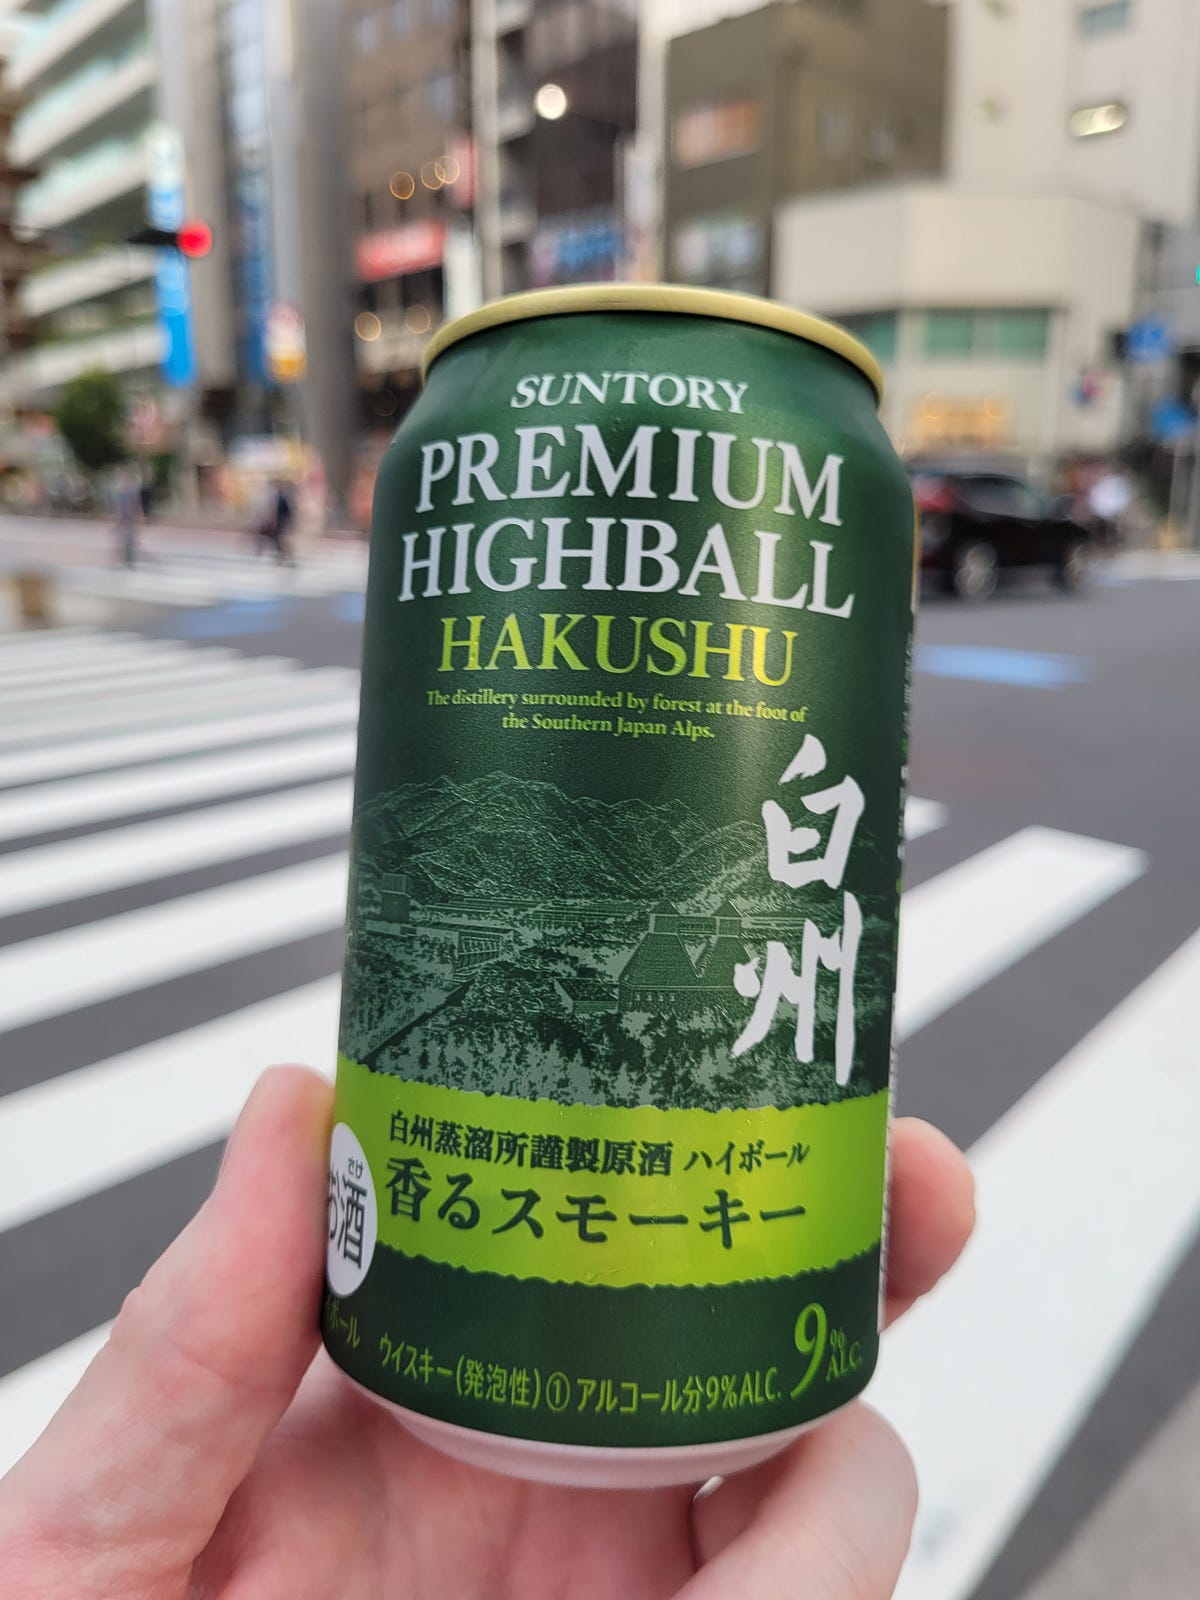 SUNTORY
PREMIUM
HIGHBALL
HAKUSHU
The distillery surrounded by forest at the foot of
the Southern Japan Alps.
白州
白州蒸溜所謹製原酒 ハイボール
香るスモーキー
さけ
お酒
ウイスキー(発泡性)① アルコール分9%ALC.
9% ALC.